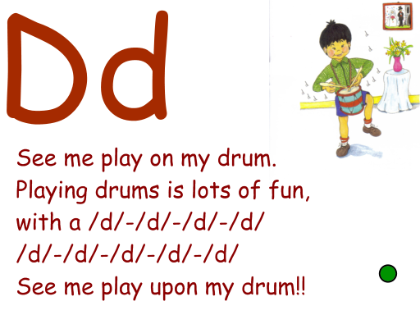 Dd
See me play on my drum.
Playing drums is lots of fun,
with a /d/-/d/-/d/-/d/
/d/-/d/-/d/-/d/-/d/
See me play upon my drum!!